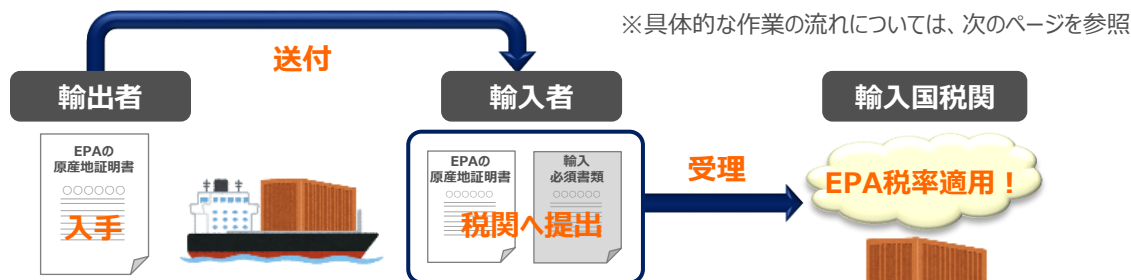 ※具体的な作業の流れについては、次のページを参照
送付
輸出者
輸入者
輸入国税関
EPAの
原産地証明書
○○○○○○
入手
EPAの
原産地証明書
○○○○○○
輸入
必須書類
○○○○○○
税関へ提出
受理
EPA税率適用！